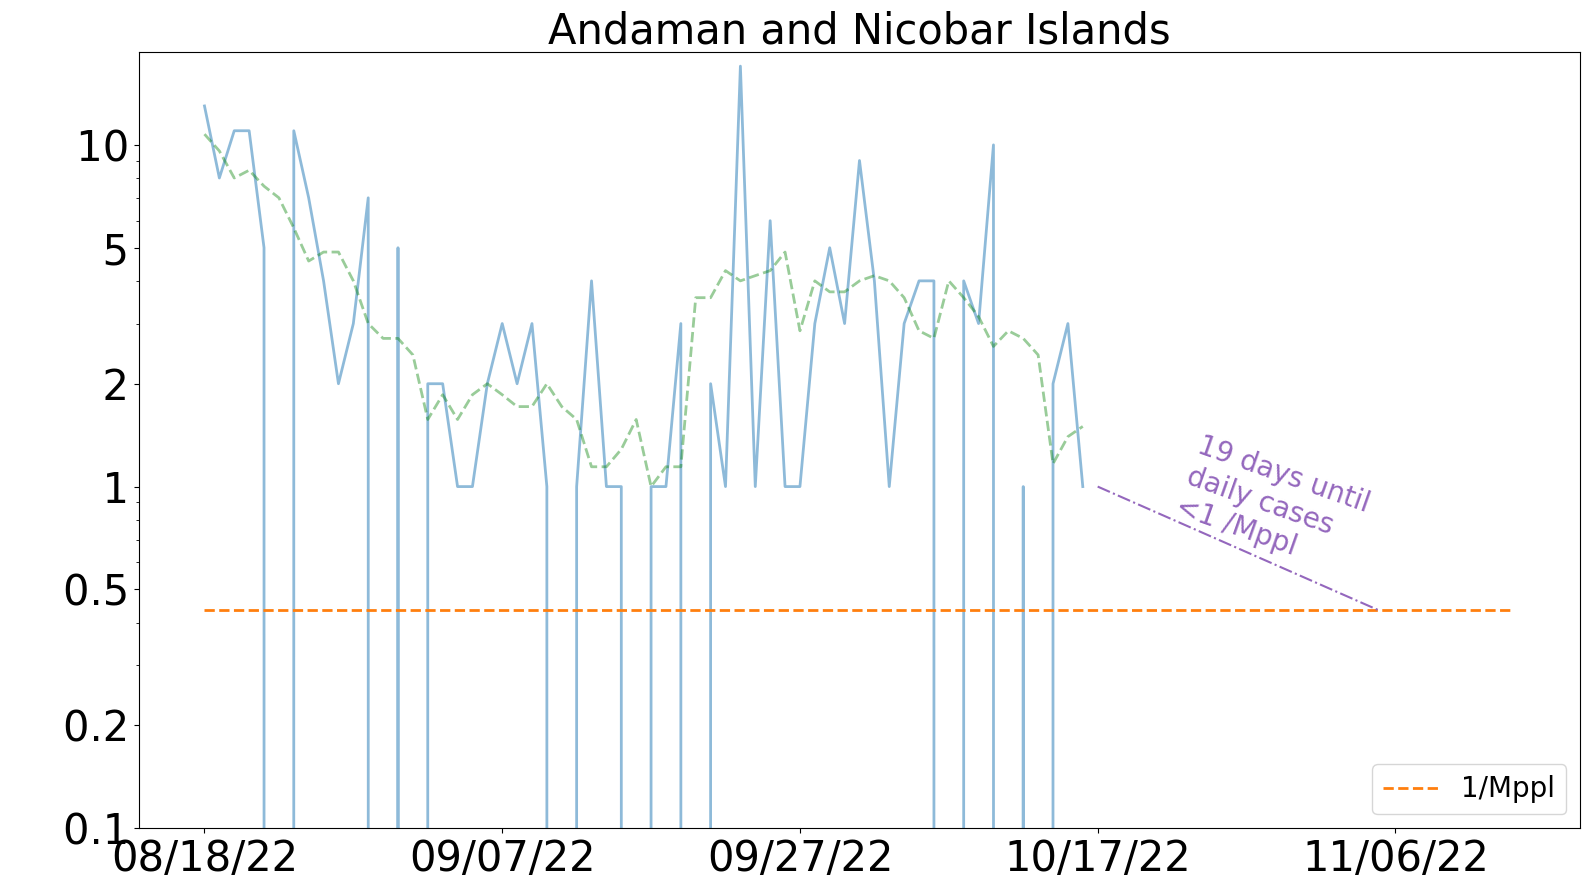 Andaman and Nicobar Islands
10
5
2
1
0.5
0.2
0.1
19 days until
daily cases
<1 /Mppl
1/Mppl
08/18/22
09/07/22
09/27/22
10/17/22
11/06/22